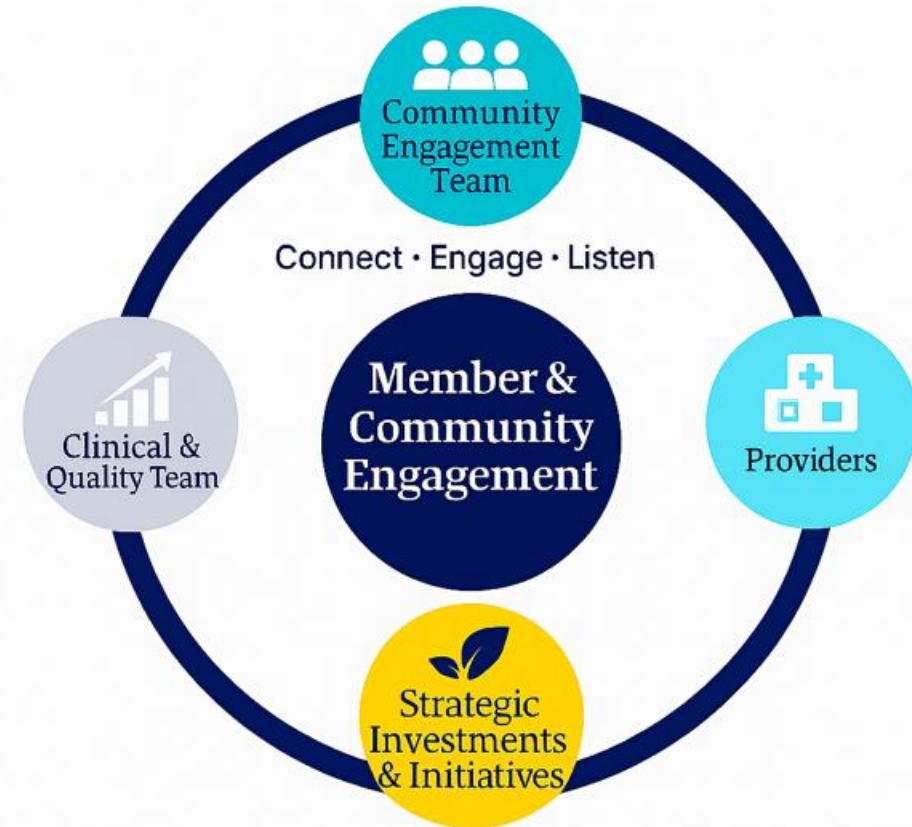 Community
Engagement
Team
Connect · Engage · Listen
Clinical &
Quality Team
Member &
Community
Engagement
Providers
Strategic
Investments
& Initiatives